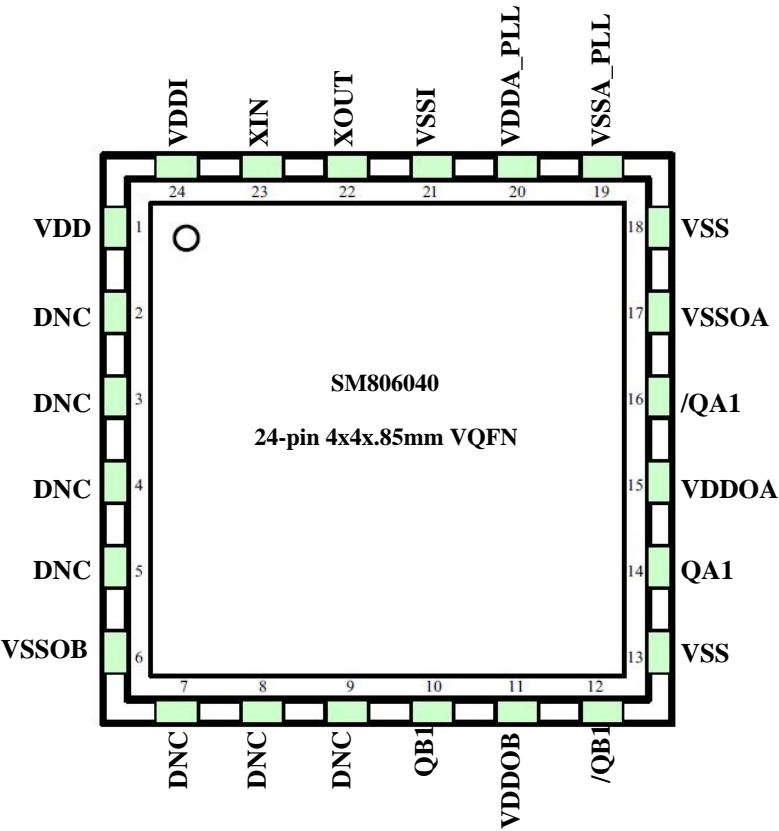 VDDI
XIN
XOUT
VSSI
VDDA_PLL
VSSA_PLL
24
23
22
21
20
19
VDD
1
18
VSS
DNC
2
17
VSSOA
DNC
3
16
/QA1
DNC
4
15
VDDOA
DNC
5
14
QA1
VSSOB
6
13
VSS
SM806040
24-pin 4x4x.85mm VQFN
7
8
9
10
11
12
DNC
DNC
DNC
QB1
VDDOB
/QB1